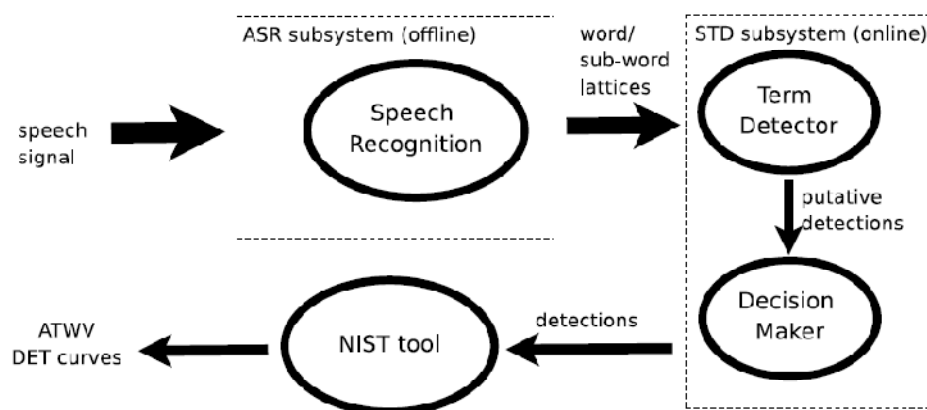 ASR subsystem (offline)
word/
sub-word
lattices
STD subsystem (online)
speech
signal
Speech
Recognition
Term
Detector
putative
detections
Decision
Maker
detections
NIST tool
ATWV
DET curves